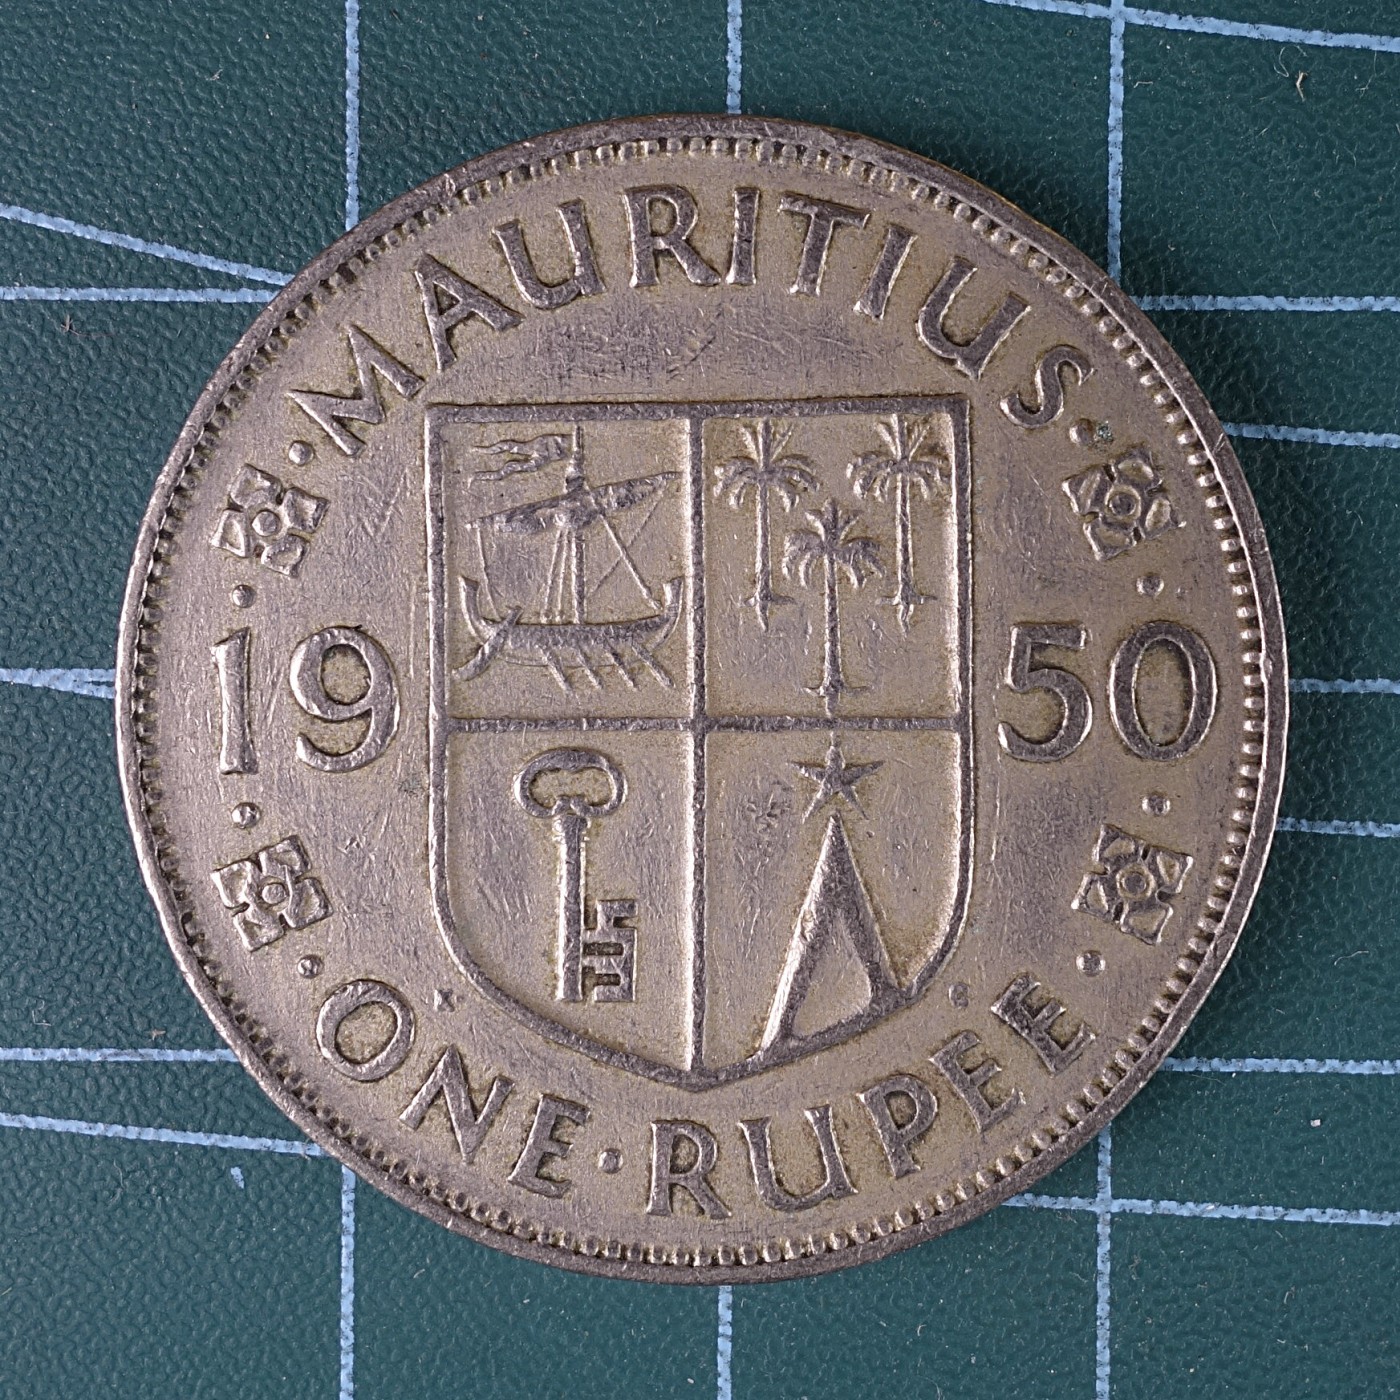 ·MAURITIUS·
1950
ONE·RUPEE
K G